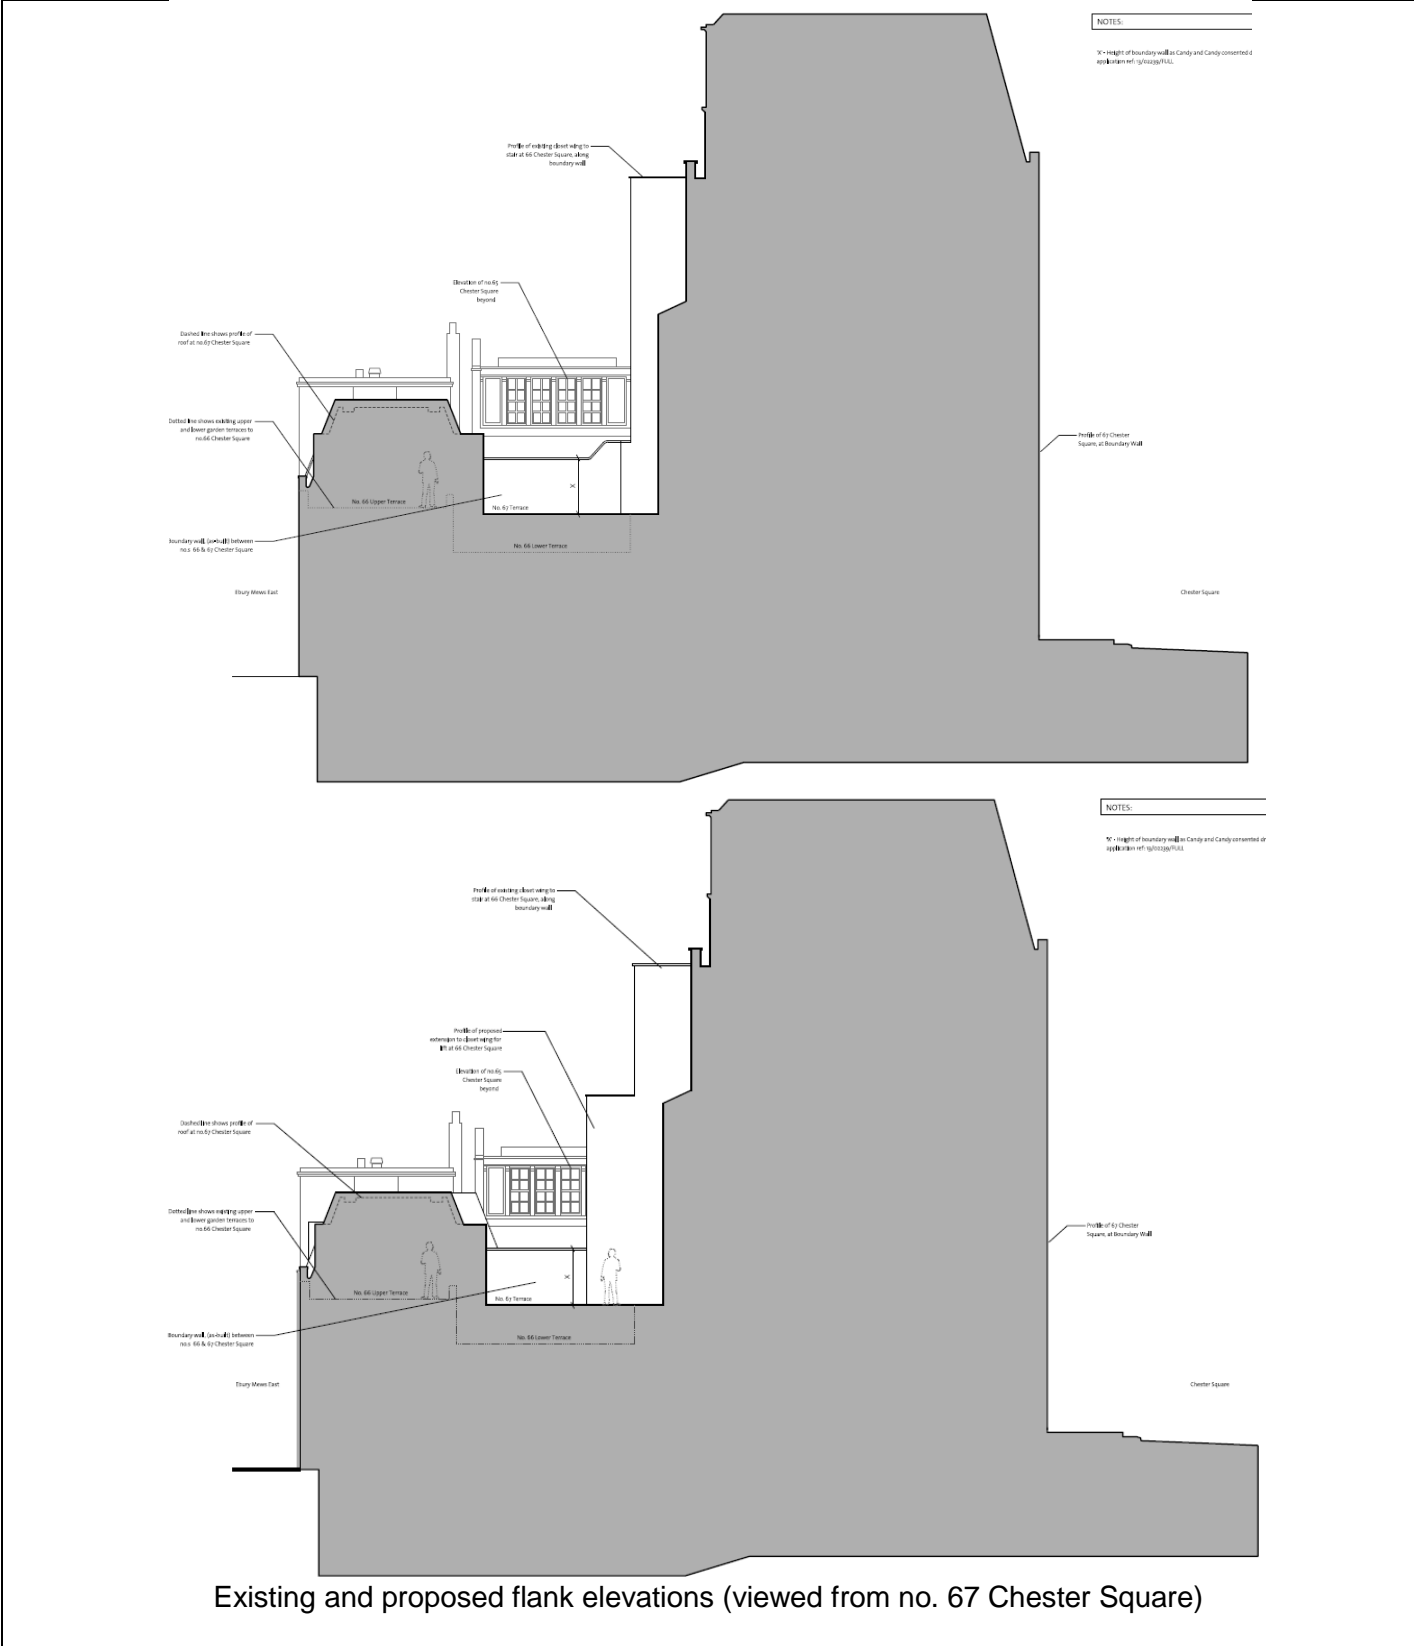 NOTES:
'X' - Height of boundary wall as Candy and Candy consented d
application ref: 13/02239/FULL
Profile of existing closet wing to
stair at 66 Chester Square, along
boundary wall
Elevation of no.65
Chester Square
beyond
Dashed line shows profile of
roof at no.67 Chester Square
Dotted line shows existing upper
and lower garden terraces to
no.66 Chester Square
Profile of 67 Chester
Square, at Boundary Wall
X
No. 66 Upper Terrace
No. 67 Terrace
Boundary wall, (as-built) between
no.s 66 & 67 Chester Square
No. 66 Lower Terrace
Ebury Mews East
Chester Square
NOTES:
'X' - Height of boundary wall as Candy and Candy consented dr
application ref: 13/02239/FULL
Profile of existing closet wing to
stair at 66 Chester Square, along
boundary wall
Profile of proposed
extension to closet wing for
lift at 66 Chester Square
Elevation of no.65
Chester Square
beyond
Dashed line shows profile of
roof at no.67 Chester Square
Dotted line shows existing upper
and lower garden terraces to
no.66 Chester Square
Profile of 67 Chester
Square, at Boundary Wall
X
No. 66 Upper Terrace
No. 67 Terrace
Boundary wall, (as-built) between
no.s 66 & 67 Chester Square
No. 66 Lower Terrace
Ebury Mews East
Chester Square
Existing and proposed flank elevations (viewed from no. 67 Chester Square)